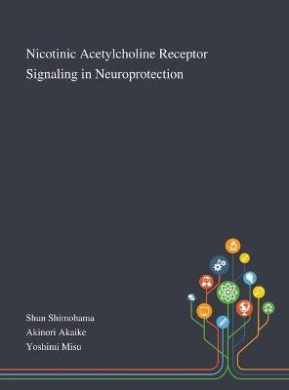 Nicotinic Acetylcholine Receptor
Signaling in Neuroprotection
Shun Shimohama
Akinori Akaike
Yoshimi Misu